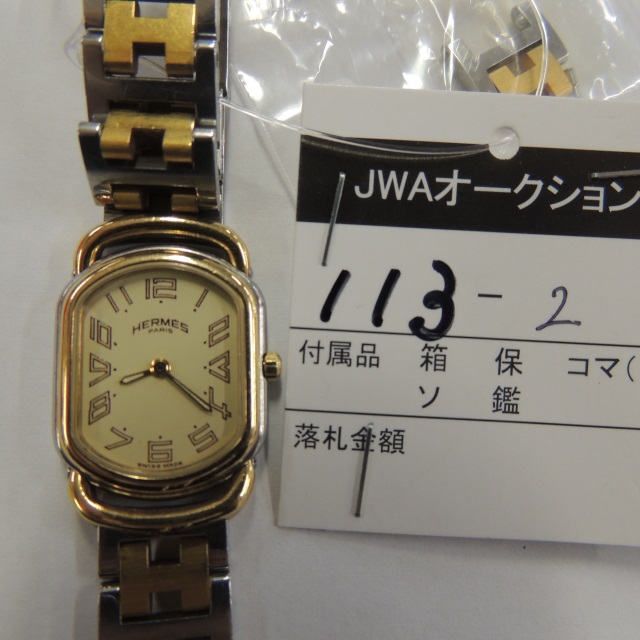 HERMES
PARIS
12
SWISS MADE
JWAオークション
113-2
付属品 箱 保 コマ(
ソ 鑑
落札金額